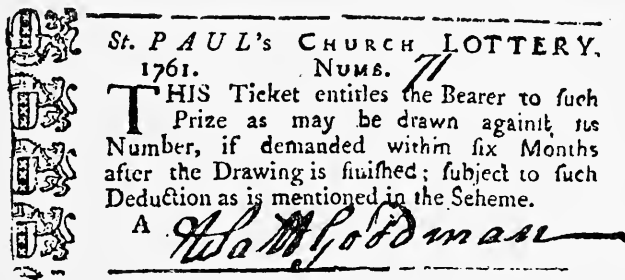 St. PAUL's CHURCH LOTTERY.
1761. NUMB. 71
THIS Ticket entitles the Bearer to ſuch
Prize as may be drawn againſt its
Number, if demanded within ſix Months
after the Drawing is finiſhed; ſubject to ſuch
Deduction as is mentioned in the Scheme.
A Goodman